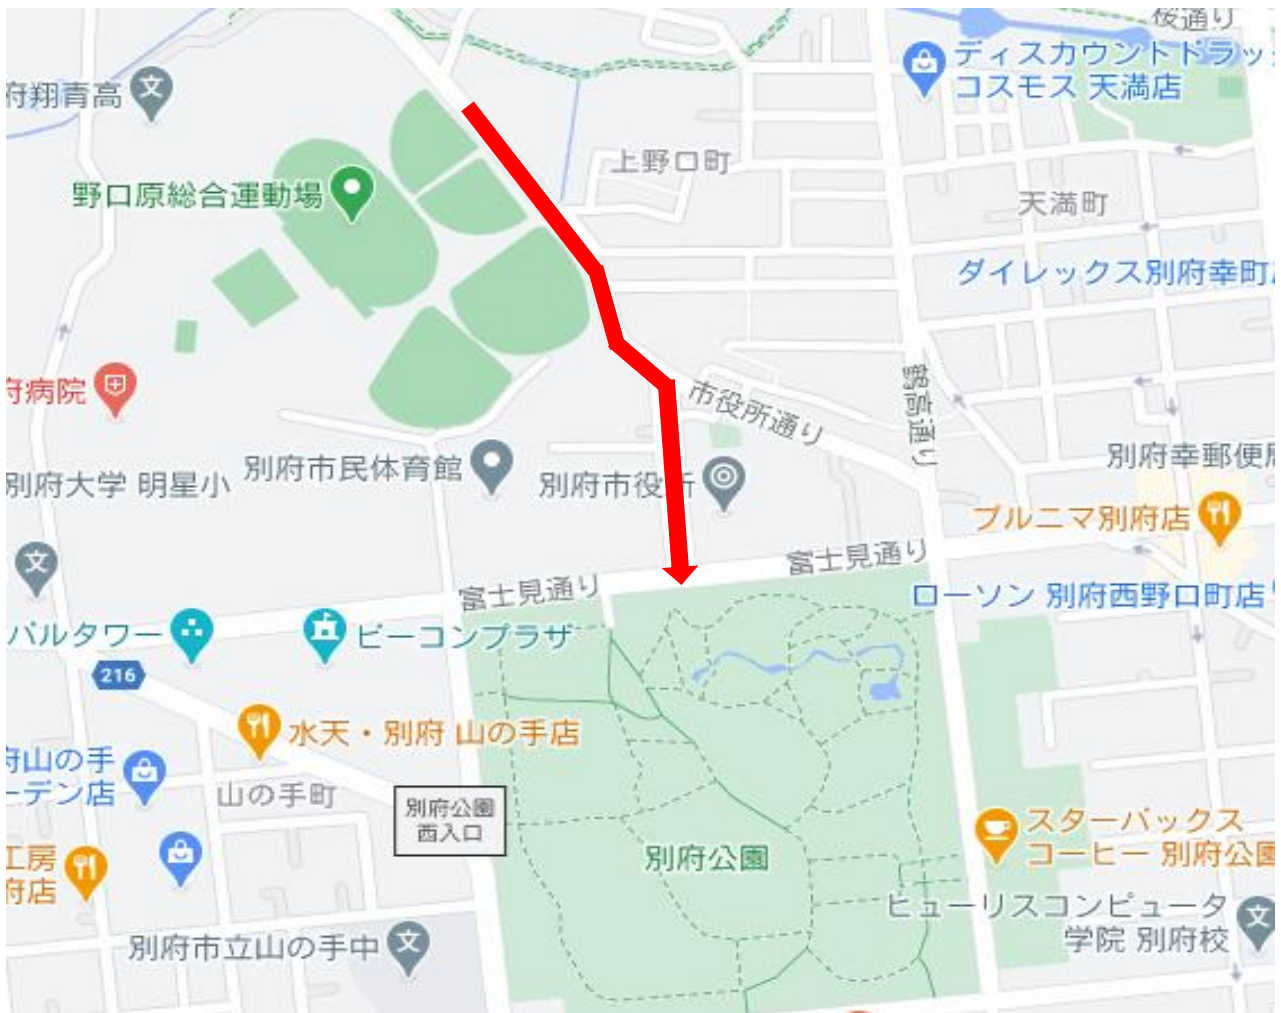 桜通り
ディスカウントドラッ
コスモス 天満店
府翔青高
上野口町
野口原総合運動場
天満町
ダイレックス別府幸町
府病院
市役所通り
鶴高通り
別府大学 明星小
別府市民体育館
別府市役所
別府幸郵便局
プルニマ別府店
富士見通り
富士見通り
ローソン 別府西野口町店
バルタワー
ビーコンプラザ
216
水天・別府 山の手店
府山の手
ーデン店
山の手町
別府公園
西入口
スターバックス
コーヒー 別府公園
工房
府店
別府公園
ヒューリスコンピュータ
学院 別府校
別府市立山の手中